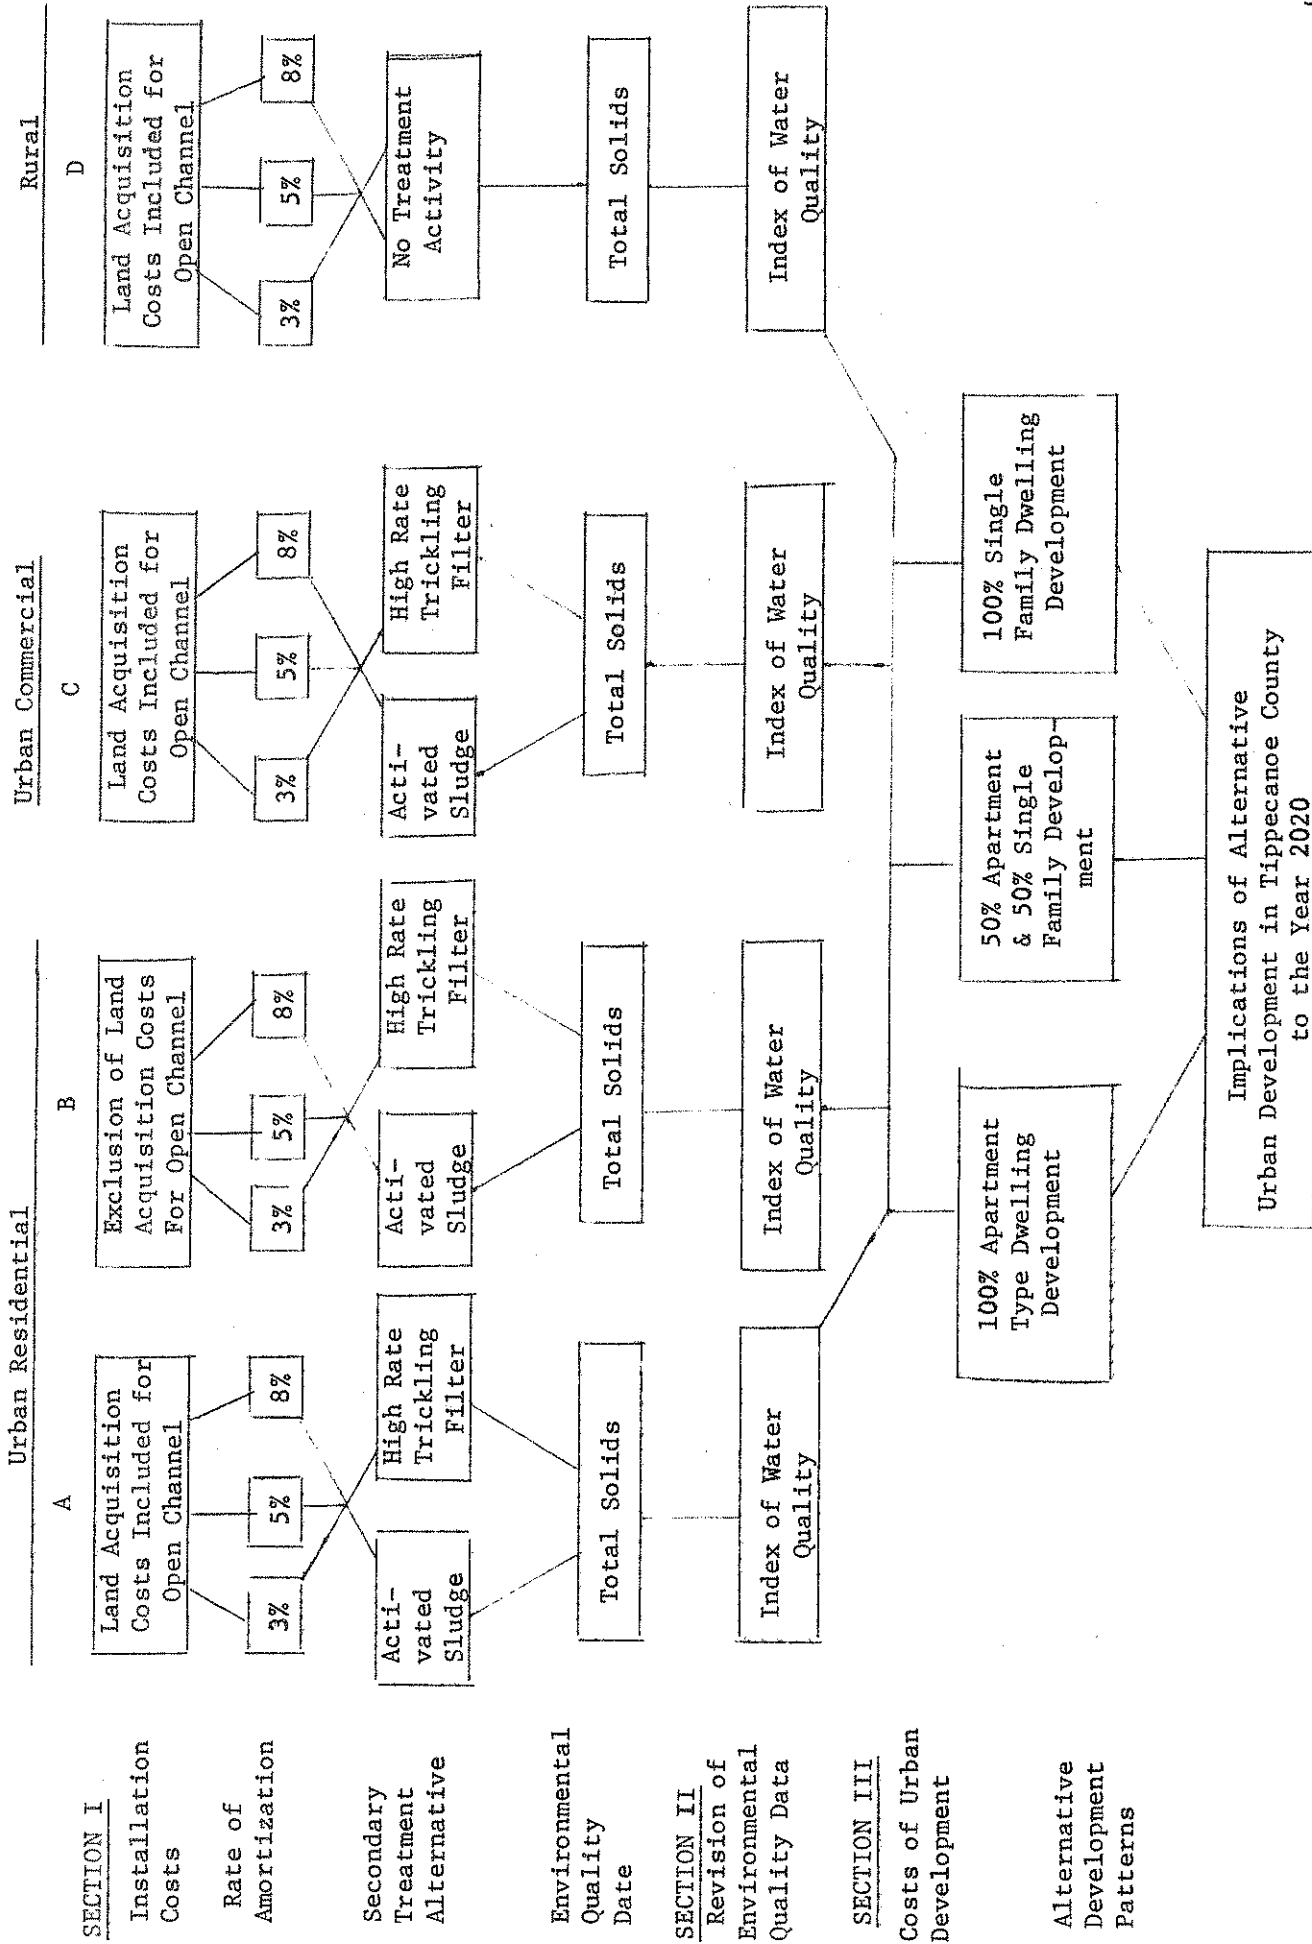 Urban Residential
Urban Commercial
Rural
A
B
C
D
SECTION I
Installation
Costs
Land Acquisition
Costs Included for
Open Channel
Exclusion of Land
Acquisition Costs
For Open Channel
Land Acquisition
Costs Included for
Open Channel
Land Acquisition
Costs Included for
Open Channel
Rate of
Amortization
3%
5%
8%
3%
5%
8%
3%
5%
8%
3%
5%
8%
Secondary
Treatment
Alternative
Acti-
vated
Sludge
High Rate
Trickling
Filter
Acti-
vated
Sludge
High Rate
Trickling
Filter
Acti-
vated
Sludge
High Rate
Trickling
Filter
No Treatment
Activity
Environmental
Quality
Date
Total Solids
Total Solids
Total Solids
Total Solids
SECTION II
Revision of
Environmental
Quality Data
Index of Water
Quality
Index of Water
Quality
Index of Water
Quality
Index of Water
Quality
SECTION III
Costs of Urban
Development
100% Apartment
Type Dwelling
Development
50% Apartment
& 50% Single
Family Develop-
ment
100% Single
Family Dwelling
Development
Alternative
Development
Patterns
Implications of Alternative
Urban Development in Tippecanoe County
to the Year 2020